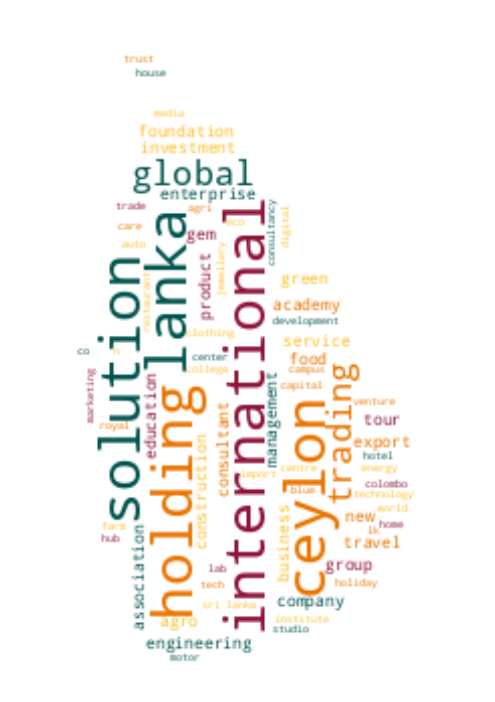 trust
house
media
foundation
investment
global
enterprise
trade
agri
care
eco
gem
auto
consultancy
digital
international
lanka
solution
product
jewellery
restaurant
green
academy
development
clothing
service
co
n
center
food
college
campus
marketing
education
holding
management
capital
trading
ceylon
venture
royal
consultant
construction
tour
export
hotel
import
centre
energy
blue
colombo
technology
world
farm
hub
association
business
new
home
lk
travel
lab
group
tech
holiday
sri lanka
company
agro
institute
studio
engineering
motor